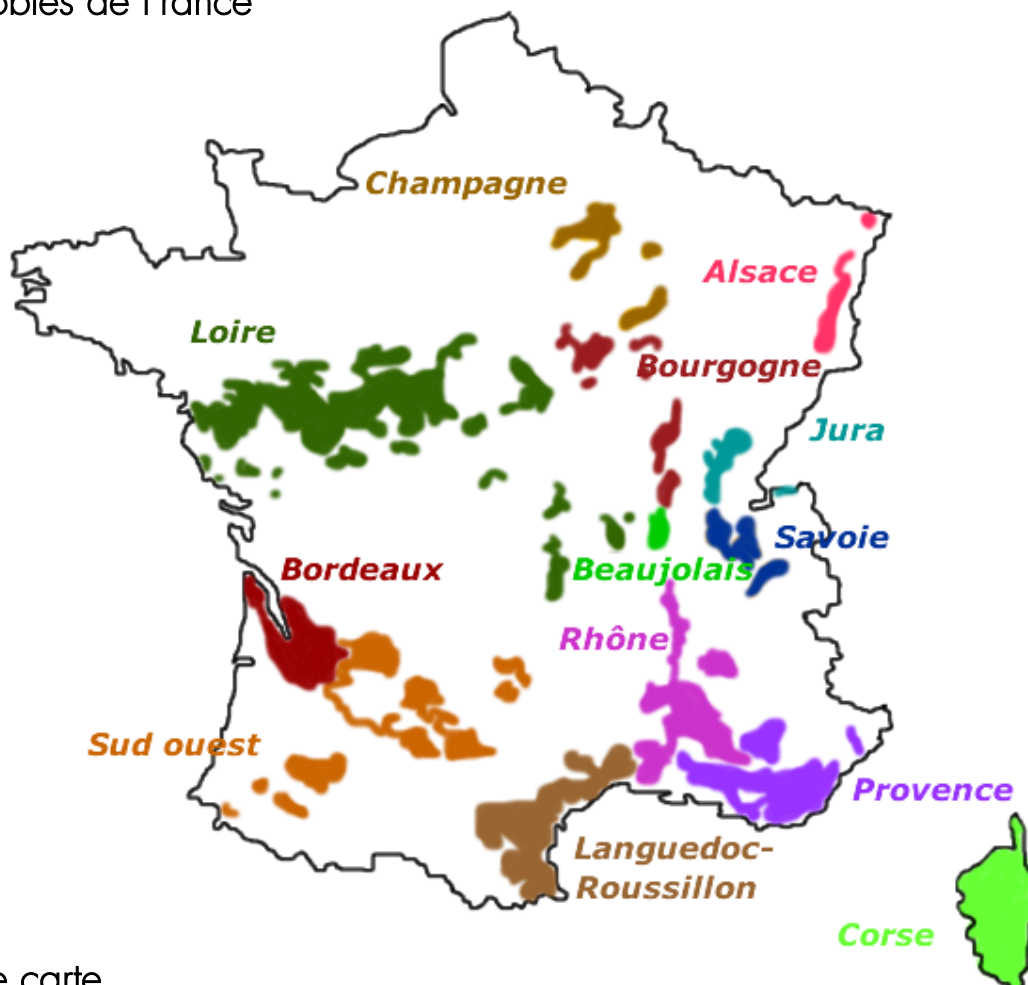 de France
Champagne
Alsace
Loire
Bourgogne
Jura
Savoie
Bordeaux
Beaujolais
Rhône
Sud ouest
Provence
Languedoc-
Roussillon
Corse
carte